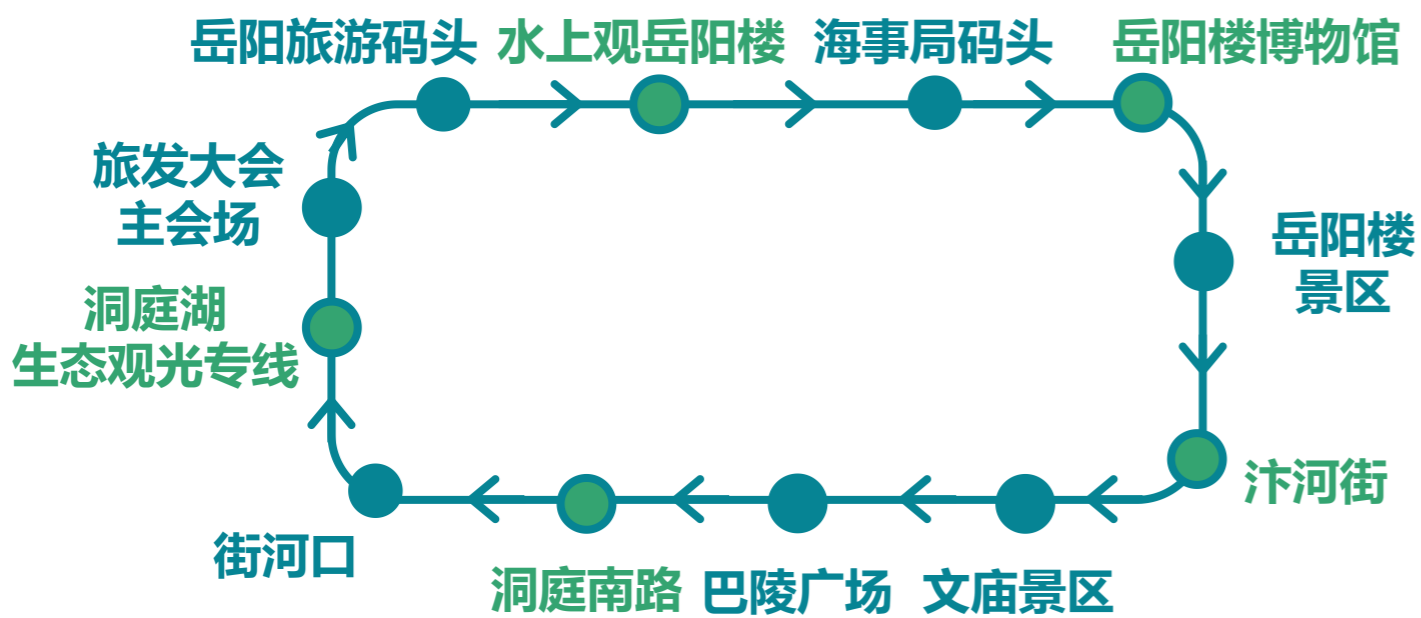 岳阳旅游码头
水上观岳阳楼
海事局码头
岳阳楼博物馆
旅发大会
主会场
岳阳楼
景区
洞庭湖
生态观光专线
汴河街
街河口
洞庭南路
巴陵广场
文庙景区